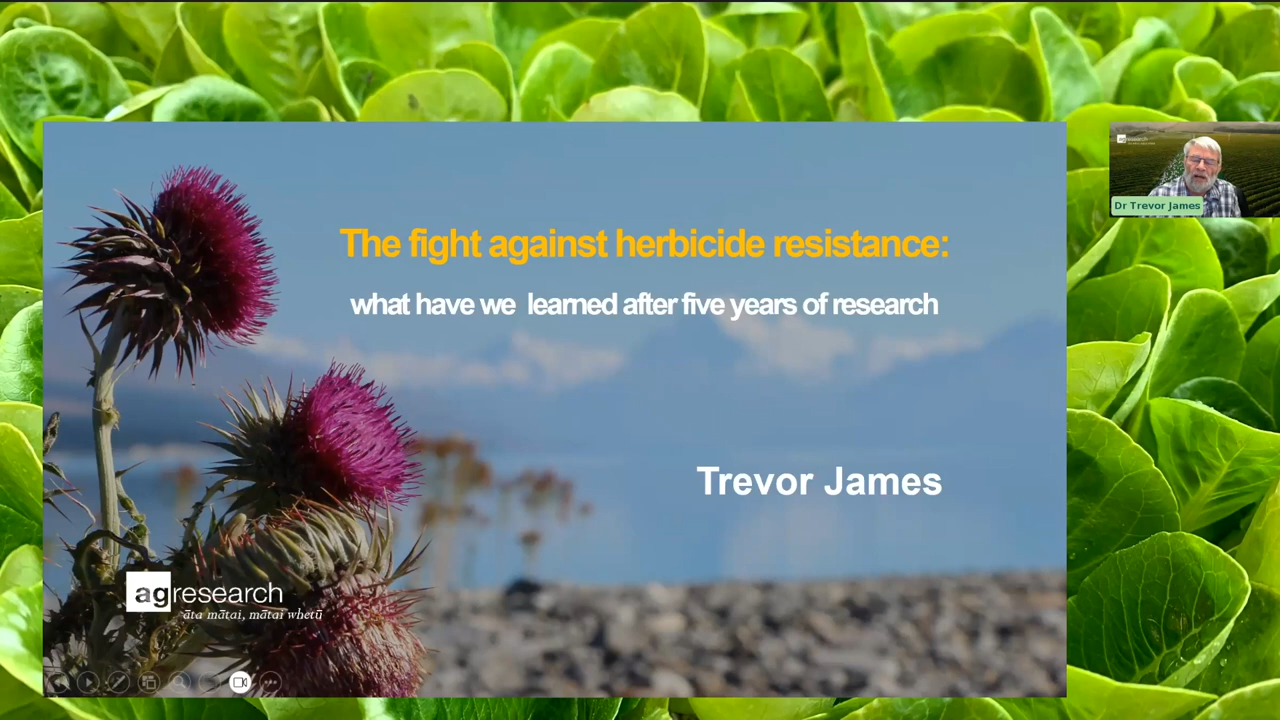 The fight against herbicide resistance:
what have we learned after five years of research
Trevor James
agresearch
āta mātai, mātai whetū
agresearch
Dr Trevor James